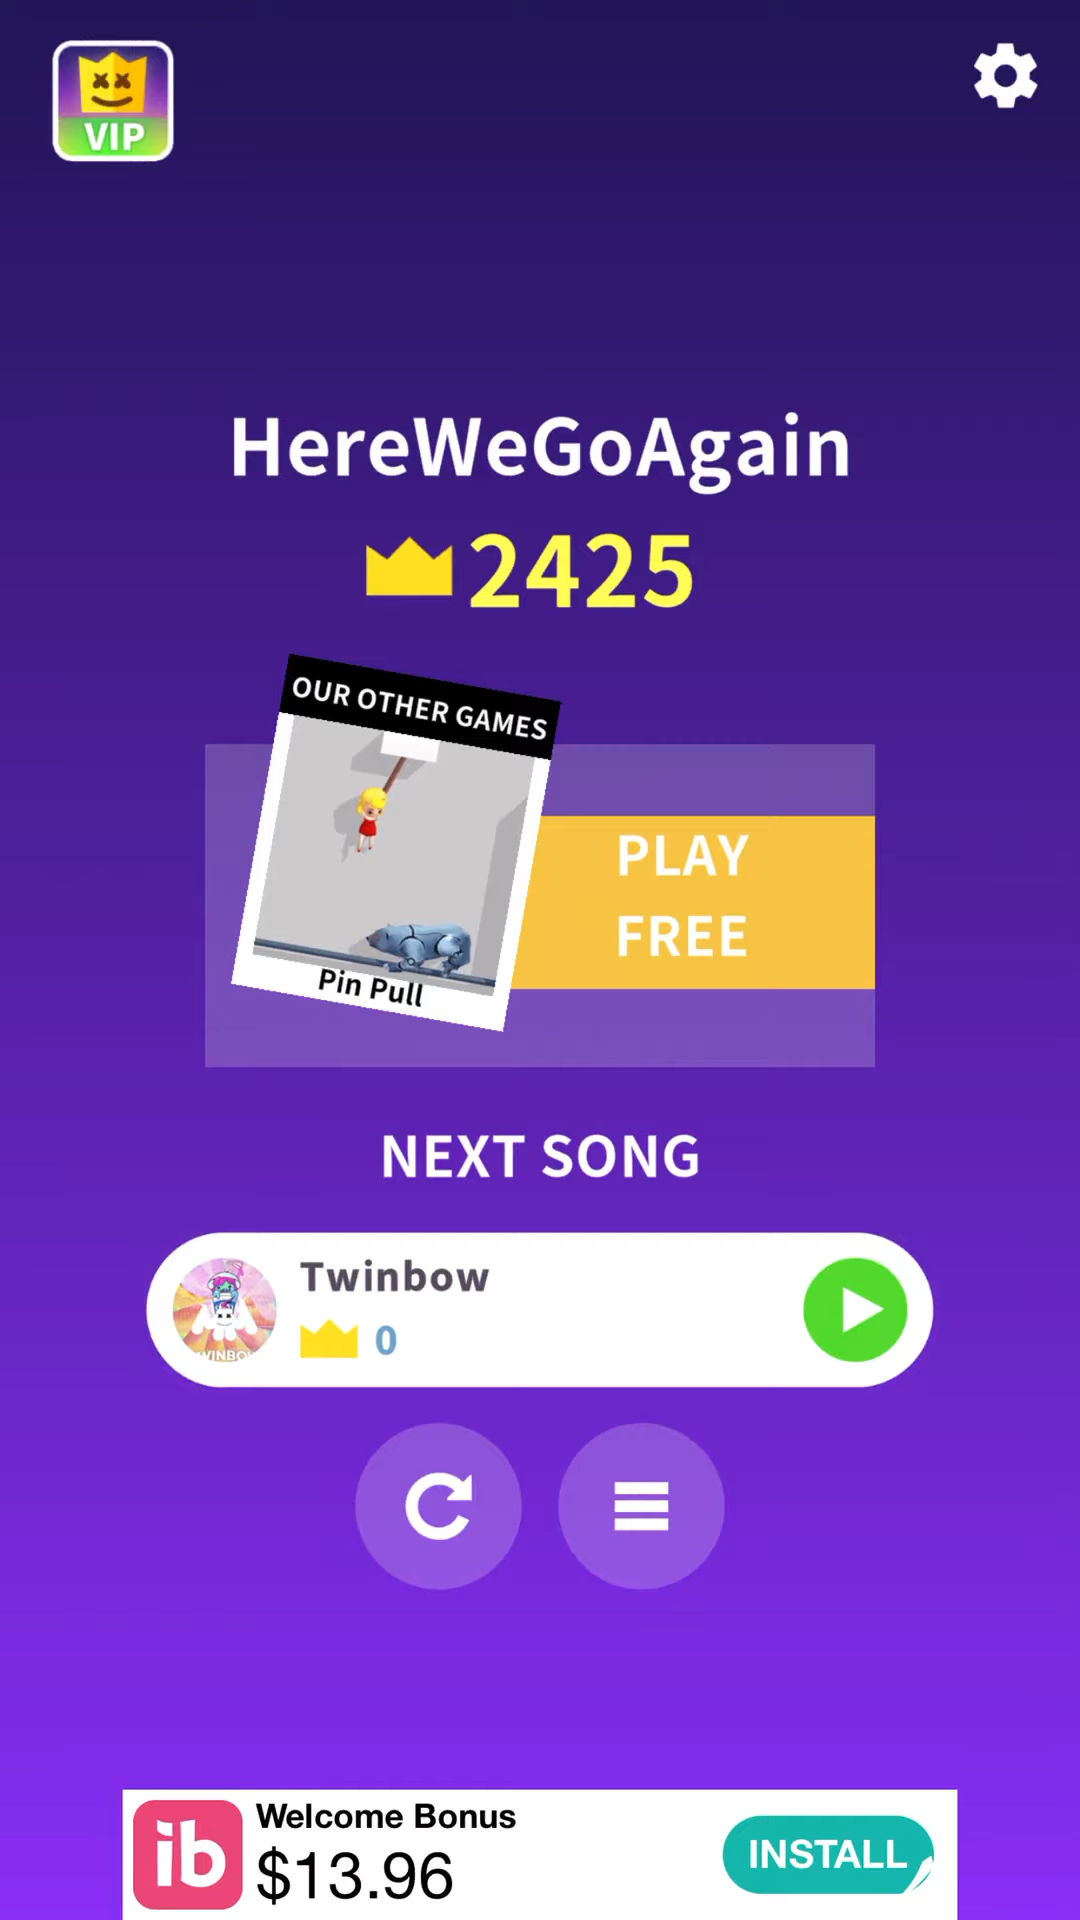 VIP
HereWeGoAgain
2425
OUR OTHER GAMES
Pin Pull
PLAY
FREE
NEXT SONG
Twinbow
0
WINBO
ib
Welcome Bonus
$13.96
INSTALL